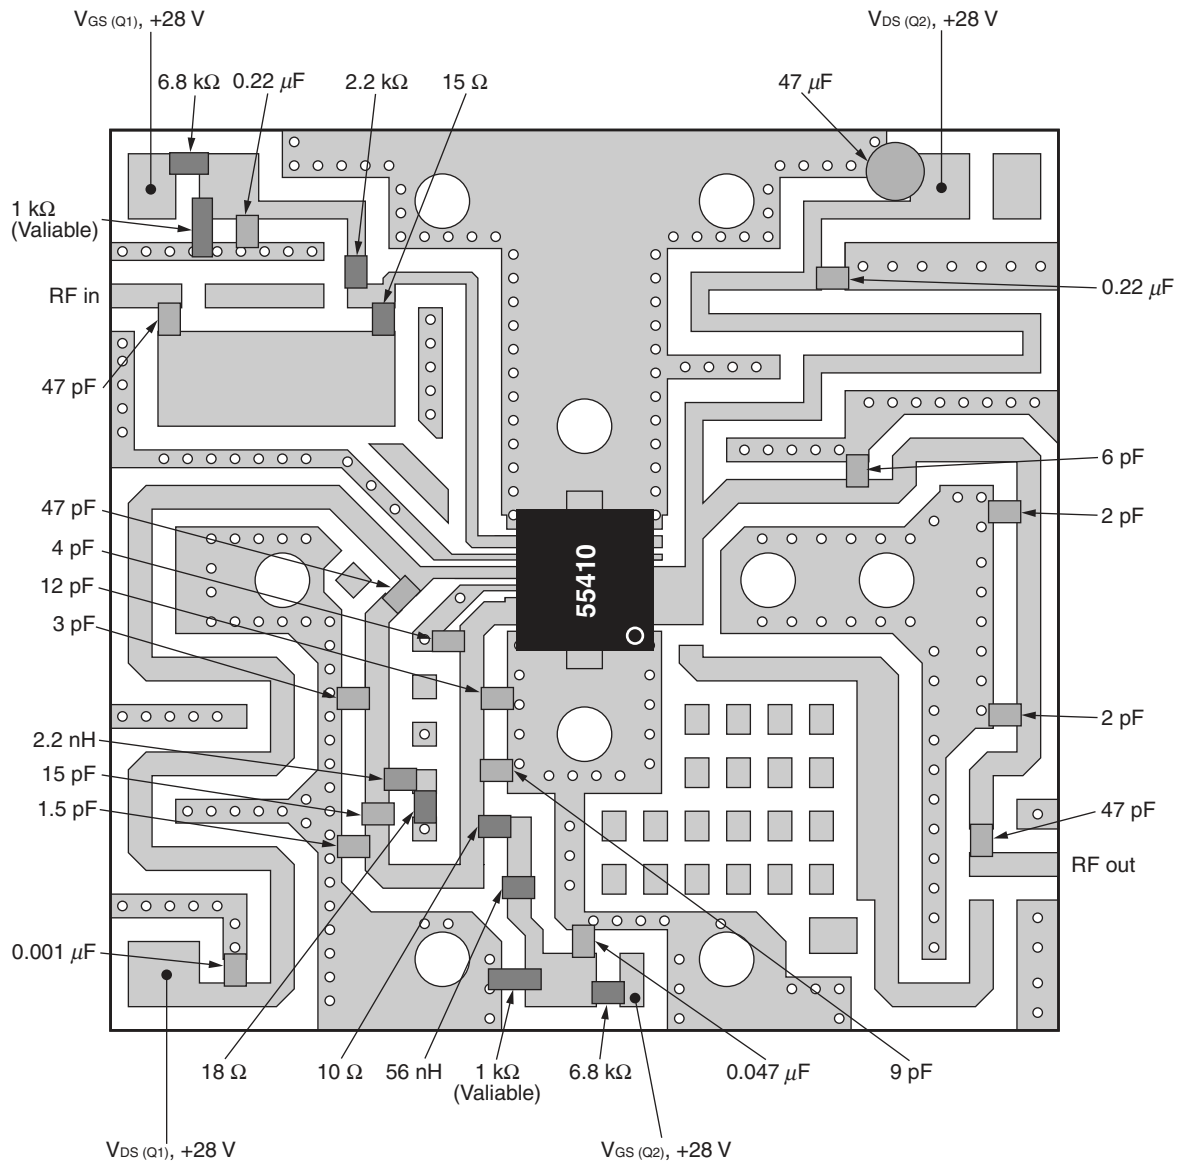 VGS (Q1), +28 V
VDS (Q2), +28 V
6.8 kΩ
0.22 μF
2.2 kΩ
15 Ω
47 μF
1 kΩ
(Valiable)
RF in
0.22 μF
47 pF
6 pF
47 pF
2 pF
4 pF
12 pF
3 pF
55410
2 pF
2.2 nH
15 pF
1.5 pF
47 pF
RF out
0.001 μF
18 Ω
10 Ω
56 nH
1 kΩ
(Valiable)
6.8 kΩ
0.047 μF
9 pF
VDS (Q1), +28 V
VGS (Q2), +28 V